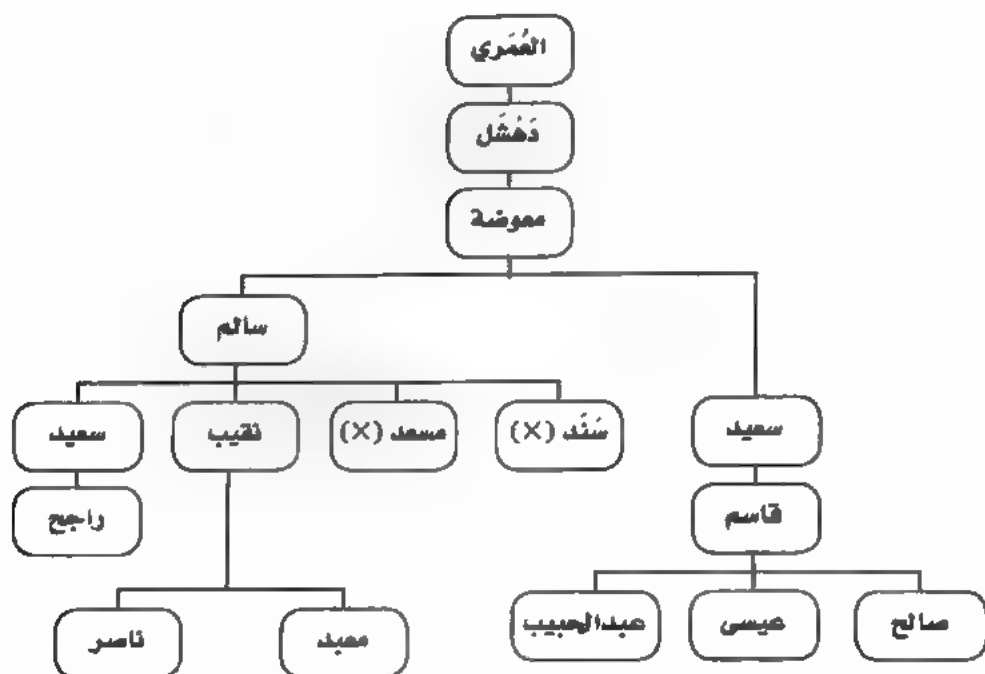 العُمَري
دَهْشَل
معوضة
سالم
سَنَد (X)
مسعد (X)
نقيب
سعيد
سعيد
راجح
قاسم
صالح
عيسى
عبدالحبيب
معبد
ناصر